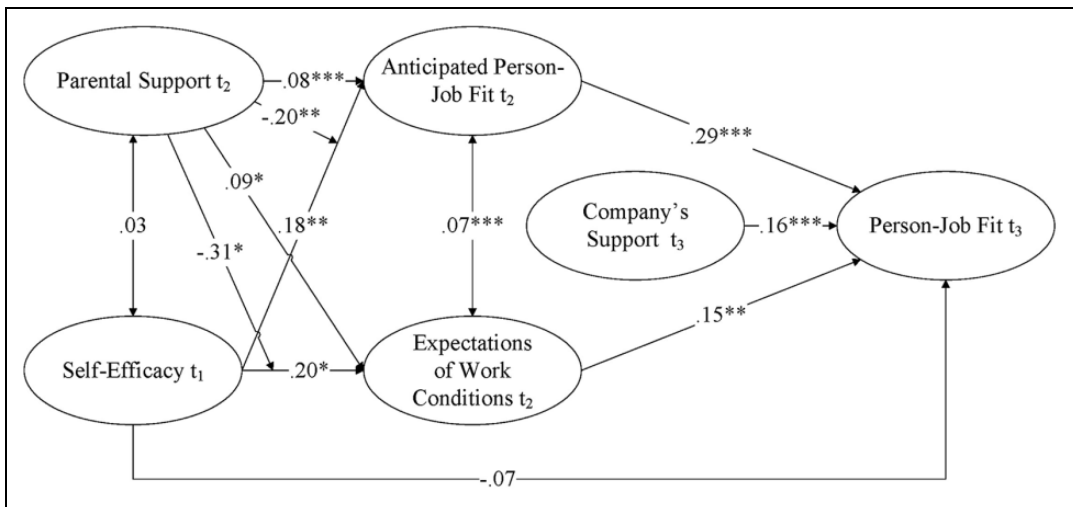 Parental Support t₂
.08***
Anticipated Person-
Job Fit t₂
-.20**
.29***
.09*
.03
.18**
.07***
Company's
Support t₃
.16***
Person-Job Fit t₃
-.31*
.15**
Self-Efficacy t₁
.20*
Expectations
of Work
Conditions t₂
-.07